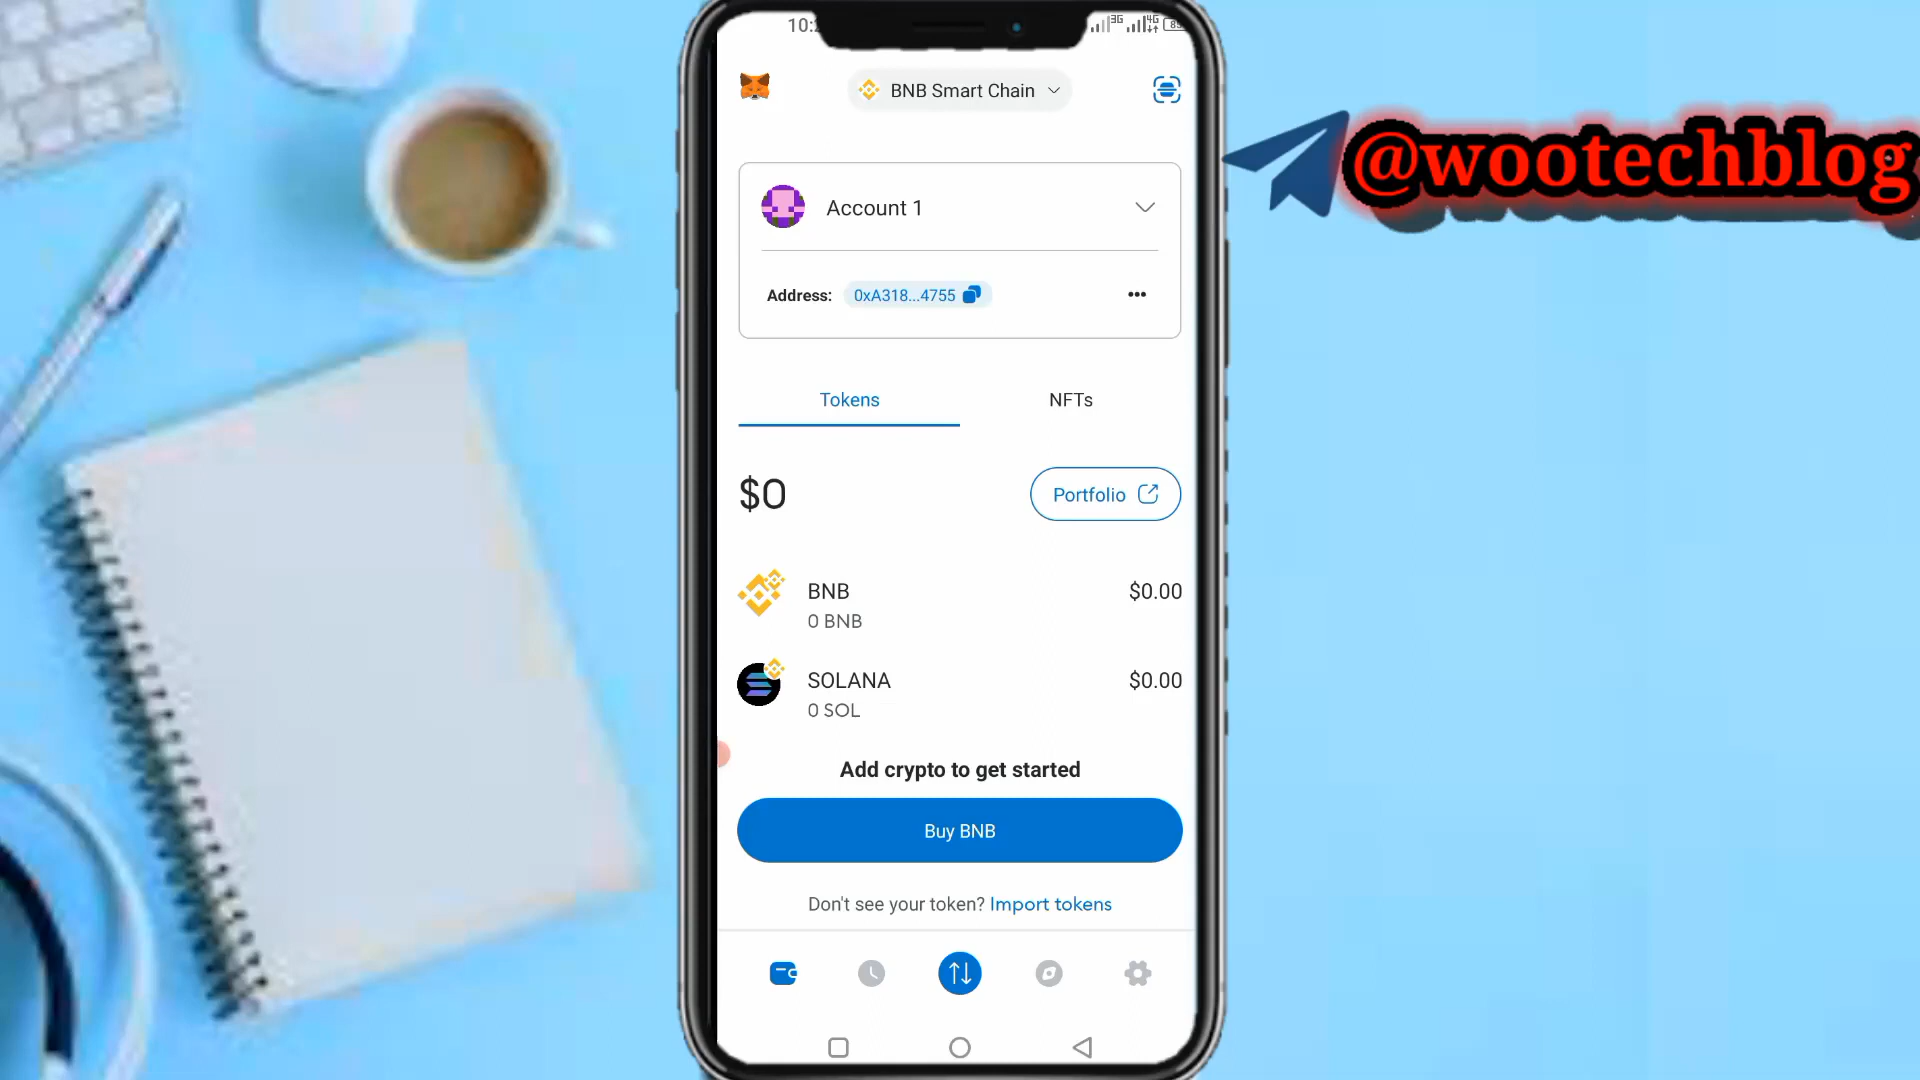 BNB Smart Chain
@wootechblog
Account 1
Address: 0xA318...4755
Tokens
NFTs
$0
Portfolio
BNB
$0.00
0 BNB
SOLANA
$0.00
0 SOL
Add crypto to get started
Buy BNB
Don't see your token? Import tokens